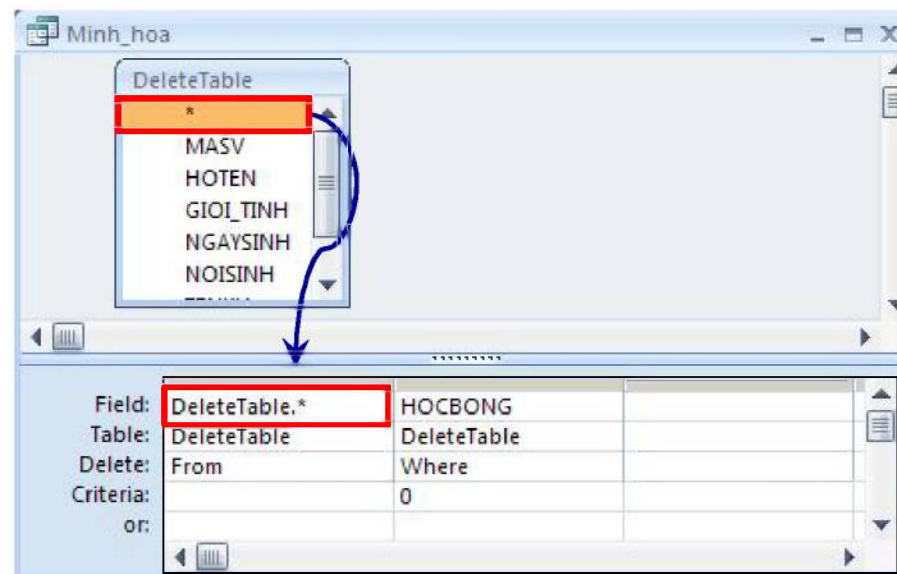 Minh_hoa
DeleteTable
*
MASV
HOTEN
GIOI_TINH
NGAYSINH
NOISINH
Field: DeleteTable.* HOCBONG
Table: DeleteTable DeleteTable
Delete: From Where
Criteria: 0
or: